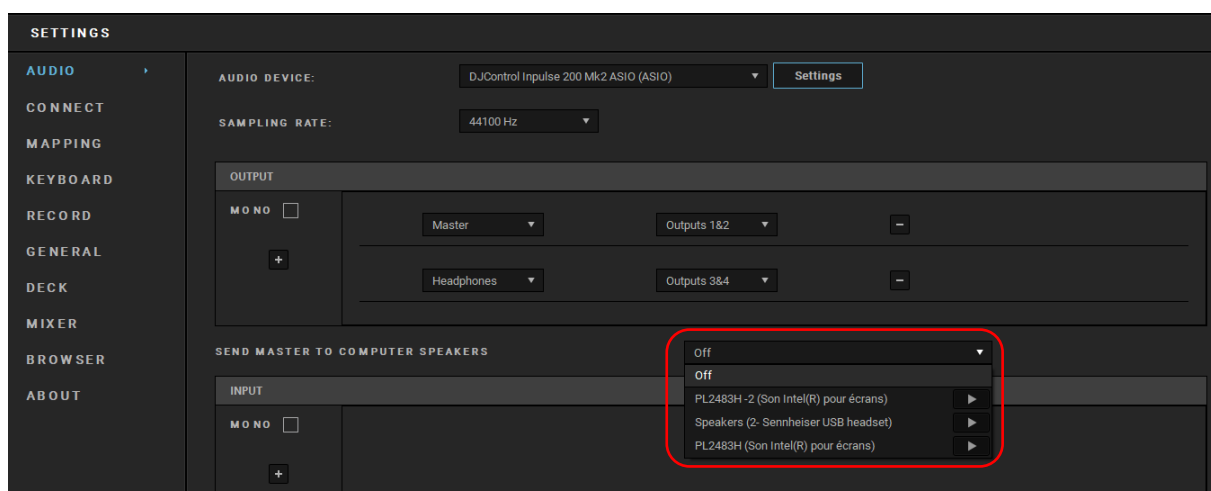 SETTINGS
AUDIO
CONNECT
MAPPING
KEYBOARD
RECORD
GENERAL
DECK
MIXER
BROWSER
ABOUT
AUDIO DEVICE: DJControl Inpulse 200 Mk2 ASIO (ASIO) Settings
SAMPLING RATE: 44100 Hz
OUTPUT
MONO
+
Master Outputs 1&2 −
Headphones Outputs 3&4 −
SEND MASTER TO COMPUTER SPEAKERS Off
Off
PL2483H-2 (Son Intel(R) pour écrans)
Speakers (2- Sennheiser USB headset)
PL2483H (Son Intel(R) pour écrans)
INPUT
MONO
+